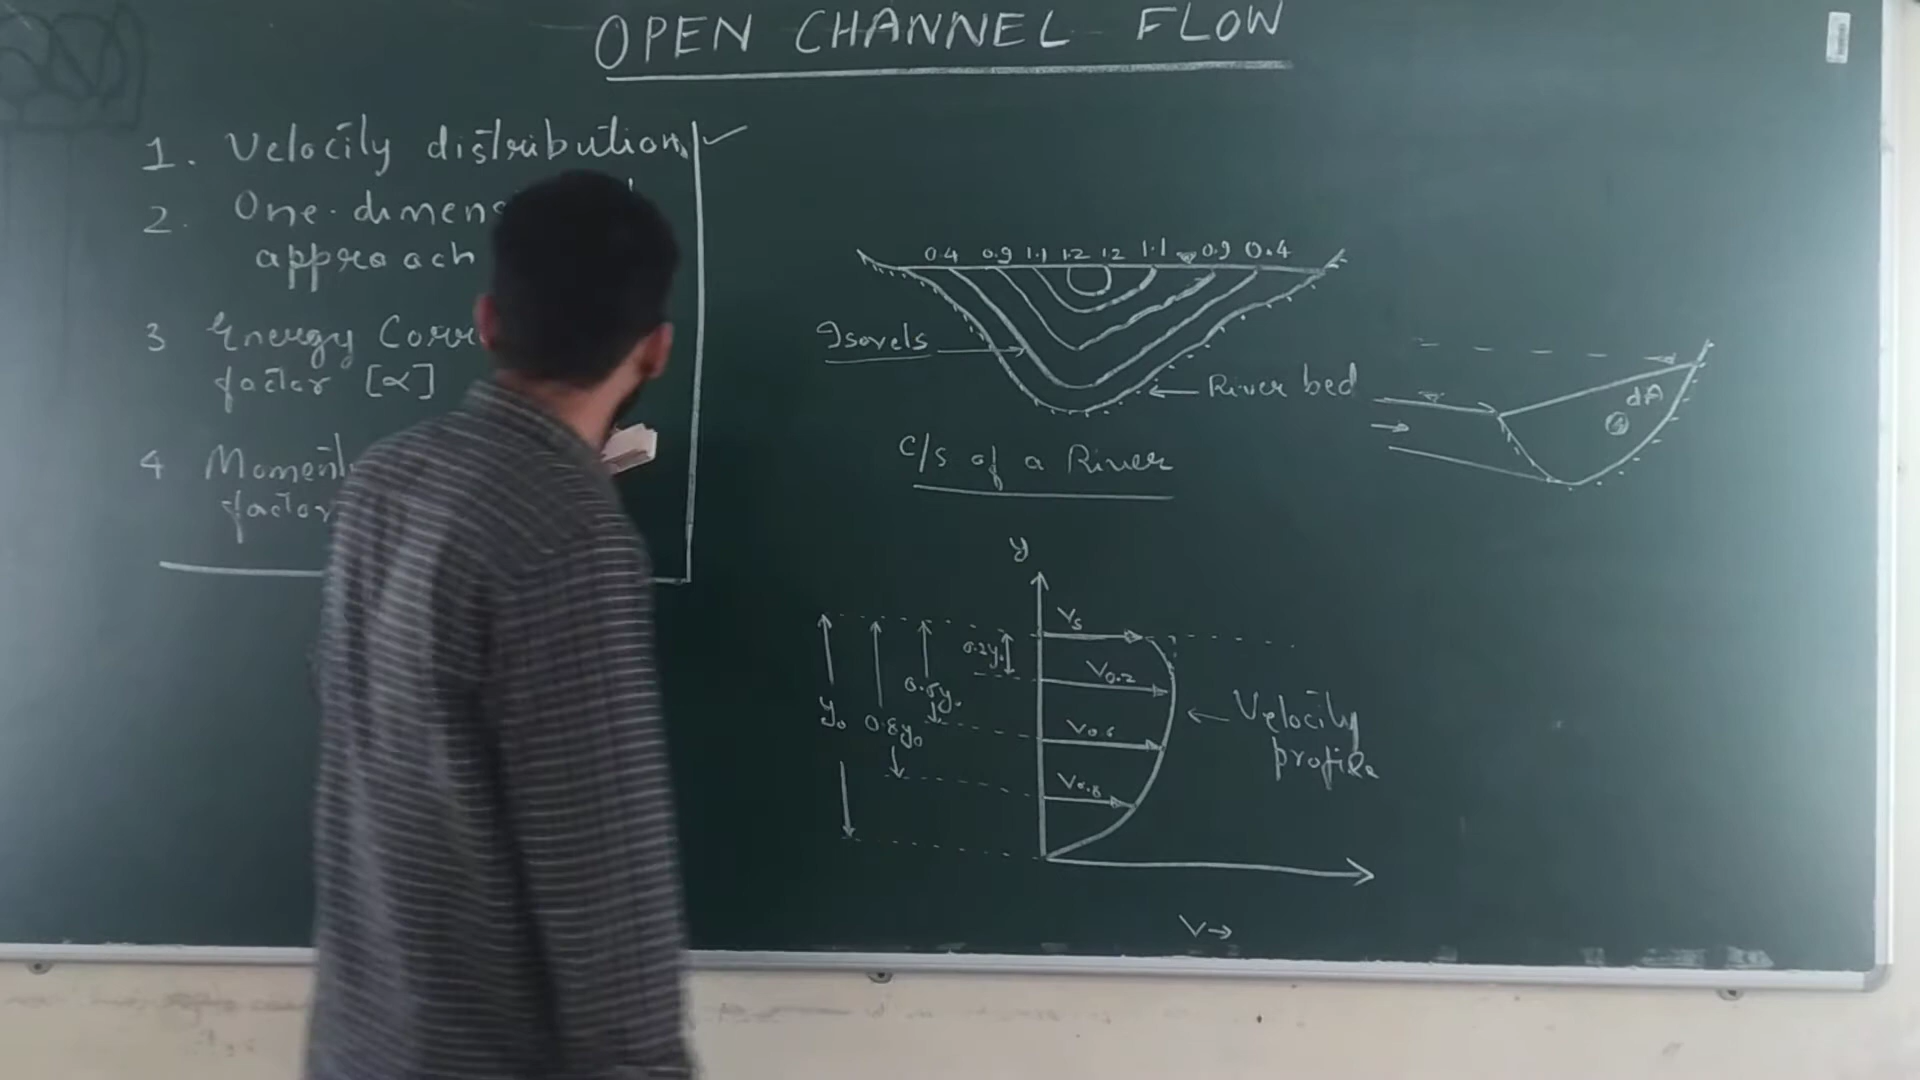 OPEN CHANNEL FLOW
1. Velocity distribution
2. One-dimens
approach
3 Energy Corr
factor [α]
4 Moment
factor
0.4 0.9 1.1 1.2 1.2 1.1 0.9 0.4
Isovels
River bed
C/s of a River
dA
y
Vs
0.2y₀
V0.2
0.6y₀
y₀
0.8y₀
V0.6
V0.8
Velocity
profile
V→